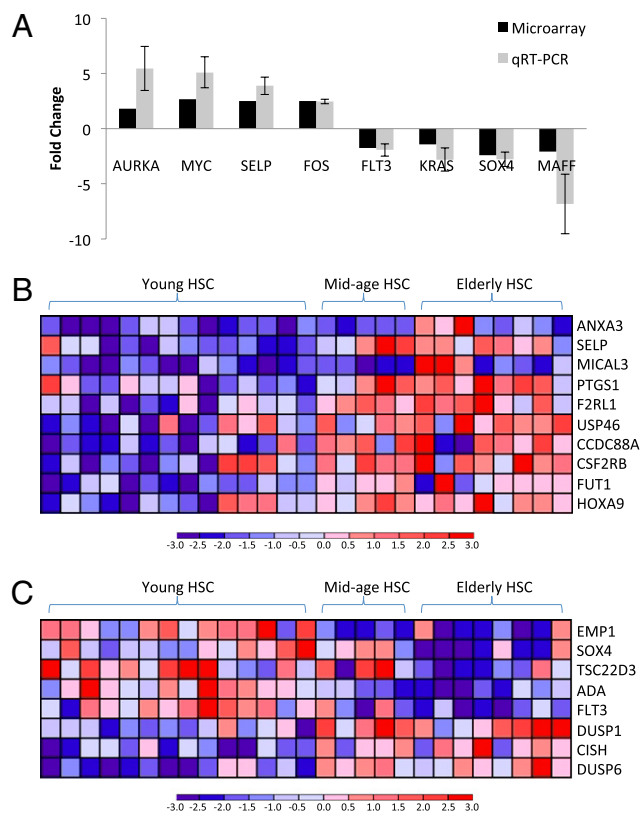 A
10
5
0
-5
-10
Fold Change
Microarray
qRT-PCR
AURKA MYC SELP FOS FLT3 KRAS SOX4 MAFF
B
Young HSC Mid-age HSC Elderly HSC
ANXA3
SELP
MICAL3
PTGS1
F2RL1
USP46
CCDC88A
CSF2RB
FUT1
HOXA9
-3.0 -2.5 -2.0 -1.5 -1.0 -0.5 0.0 0.5 1.0 1.5 2.0 2.5 3.0
C
Young HSC Mid-age HSC Elderly HSC
EMP1
SOX4
TSC22D3
ADA
FLT3
DUSP1
CISH
DUSP6
-3.0 -2.5 -2.0 -1.5 -1.0 -0.5 0.0 0.5 1.0 1.5 2.0 2.5 3.0